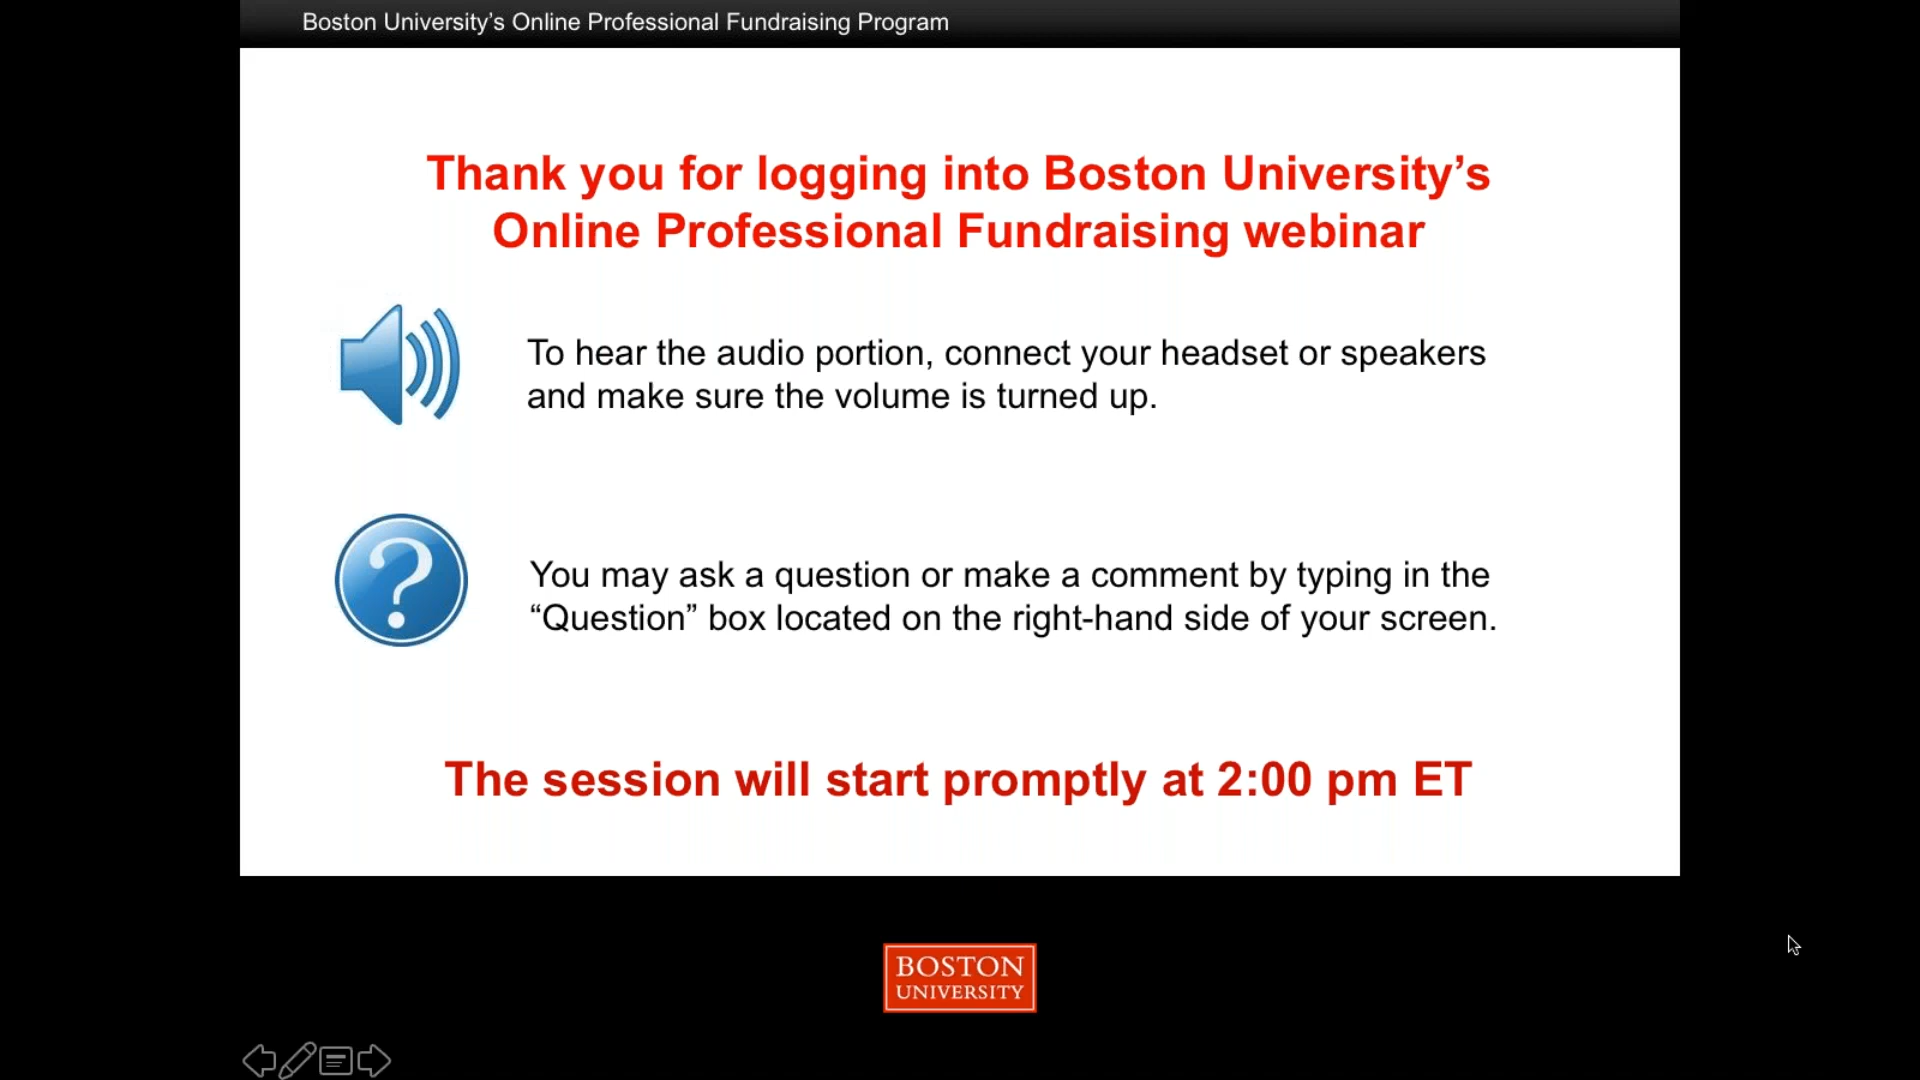 Boston University’s Online Professional Fundraising Program
Thank you for logging into Boston University’s
Online Professional Fundraising webinar
To hear the audio portion, connect your headset or speakers
and make sure the volume is turned up.
?
You may ask a question or make a comment by typing in the
“Question” box located on the right-hand side of your screen.
The session will start promptly at 2:00 pm ET
BOSTON
UNIVERSITY